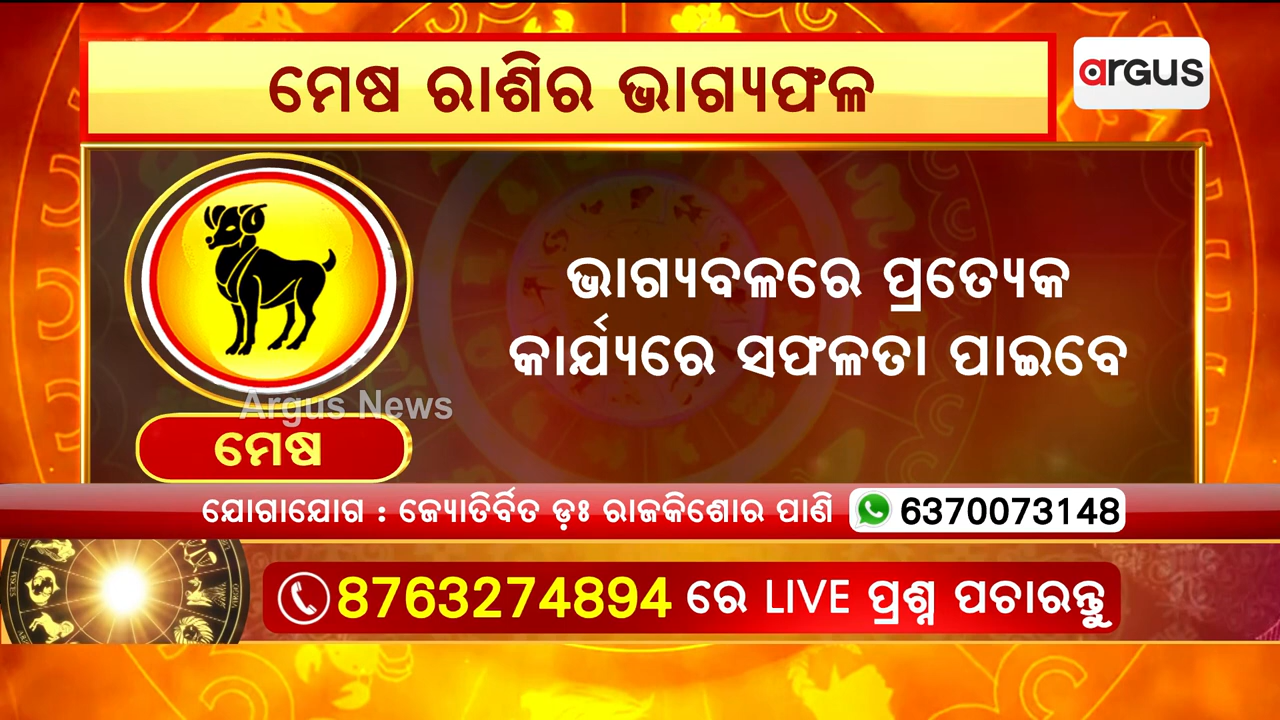 ମେଷ ରାଶିର ଭାଗ୍ୟଫଳ
argus
ଭାଗ୍ୟବଳରେ ପ୍ରତ୍ୟେକ
କାର୍ଯ୍ୟରେ ସଫଳତା ପାଇବେ
Argus News
ମେଷ
ଯୋଗାଯୋଗ : ଜ୍ୟୋତିର୍ବିତ ଡ଼ଃ ରାଜକିଶୋର ପାଣି 6370073148
8763274894 ରେ LIVE ପ୍ରଶ୍ନ ପଚାରନ୍ତୁ